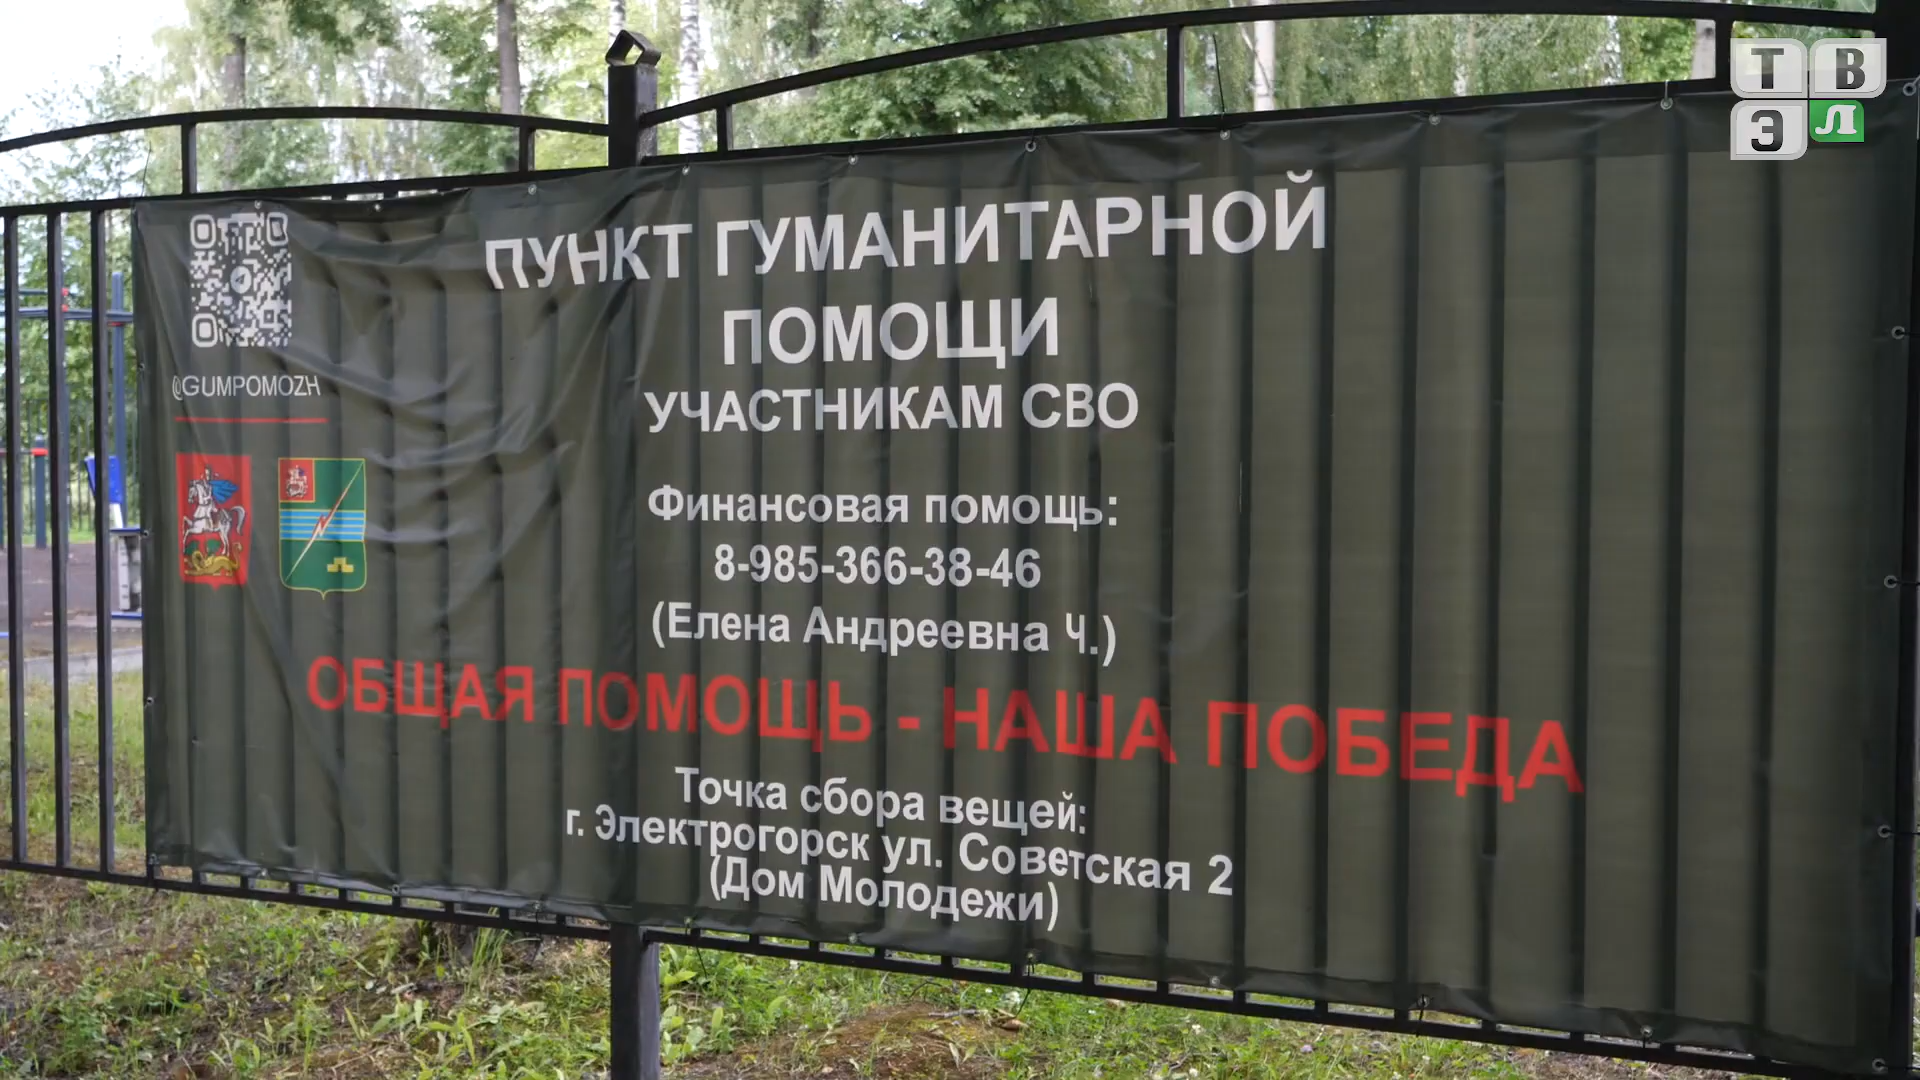 ТВ
ЭЛ
ПУНКТ ГУМАНИТАРНОЙ
ПОМОЩИ
УЧАСТНИКАМ СВО
@GUMPOMOZH
Финансовая помощь:
8-985-366-38-46
(Елена Андреевна Ч.)
ОБЩАЯ ПОМОЩЬ - НАША ПОБЕДА
Точка сбора вещей:
г. Электрогорск ул. Советская 2
(Дом Молодежи)